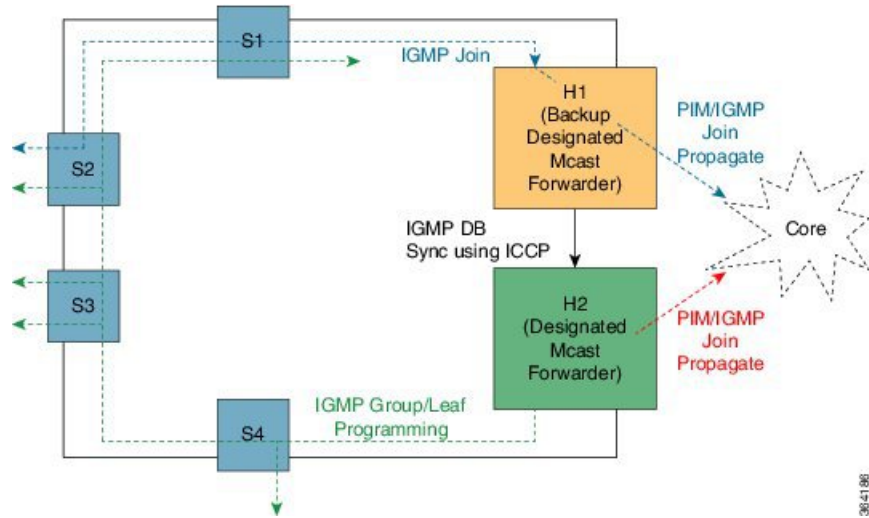 S1
IGMP Join
H1
(Backup
Designated
Mcast
Forwarder)
PIM/IGMP
Join
Propagate
S2
Core
IGMP DB
Sync using ICCP
S3
H2
(Designated
Mcast
Forwarder)
PIM/IGMP
Join
Propagate
IGMP Group/Leaf
Programming
S4
364186